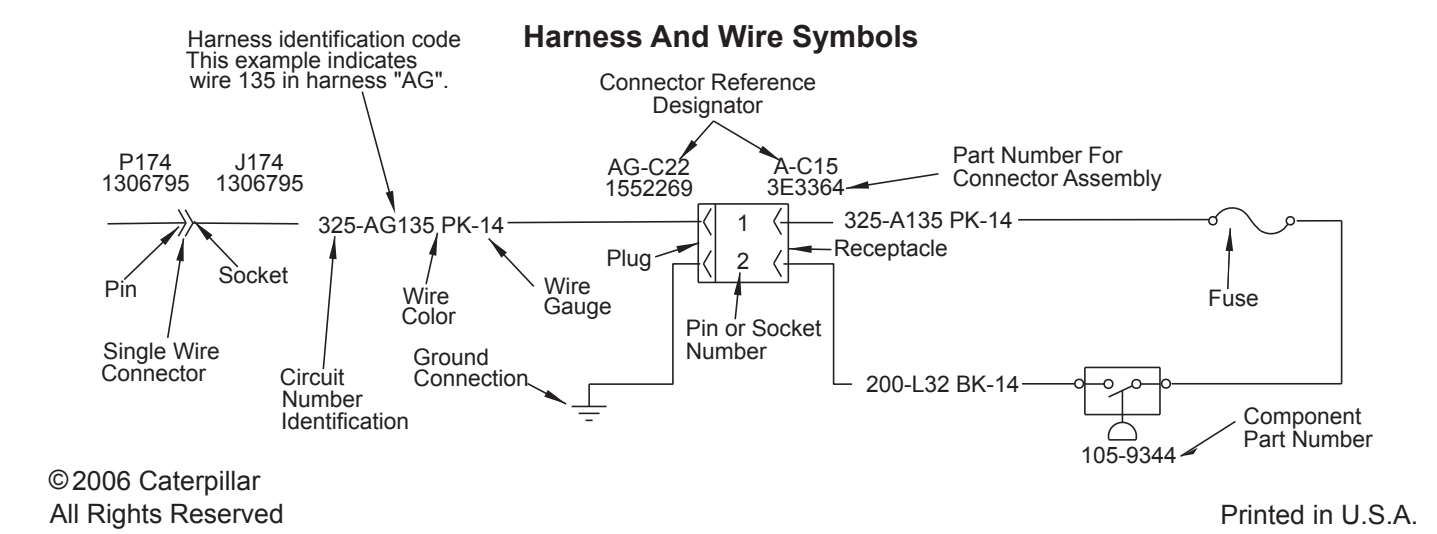 Harness And Wire Symbols
Harness identification code
This example indicates
wire 135 in harness "AG".
Connector Reference
Designator
P174
1306795
J174
1306795
AG-C22
1552269
A-C15
3E3364
Part Number For
Connector Assembly
325-AG135 PK-14
1
325-A135 PK-14
Plug
2
Receptacle
Pin
Socket
Wire
Color
Wire
Gauge
Fuse
Pin or Socket
Number
Single Wire
Connector
Circuit
Number
Identification
Ground
Connection
200-L32 BK-14
Component
Part Number
105-9344
©2006 Caterpillar
All Rights Reserved
Printed in U.S.A.